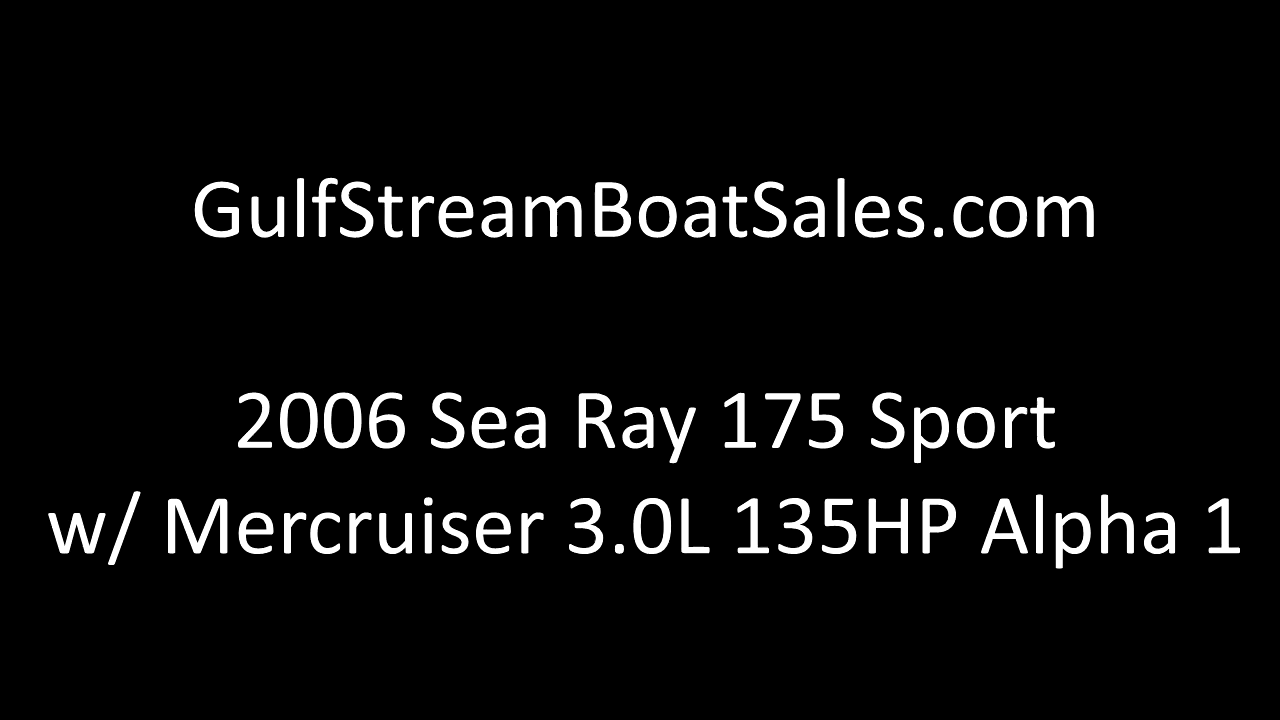 GulfStreamBoatSales.com
2006 Sea Ray 175 Sport
w/ Mercruiser 3.0L 135HP Alpha 1